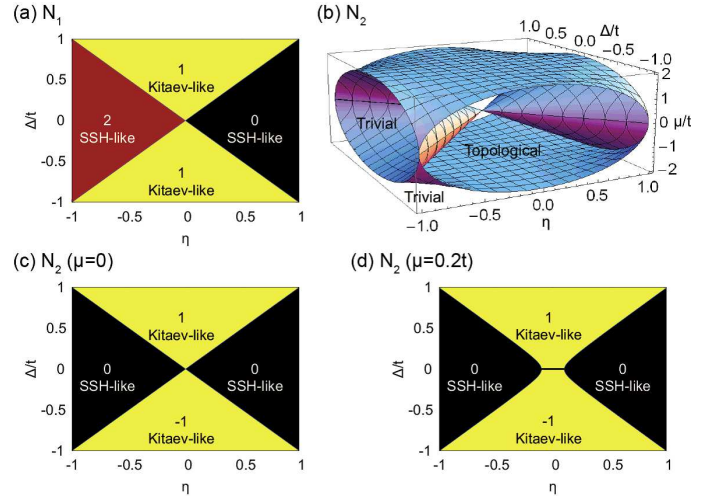 (a) N1
1
0.5
0
-0.5
-1
Δ/t
1
Kitaev-like
2
SSH-like
0
SSH-like
1
Kitaev-like
-1
-0.5
0
0.5
1
η
(b) N2
1.0
0.5
Δ/t
0.0
-0.5
-1.0
2
1
0 μ/t
-1
-2
Trivial
Topological
Trivial
-1.0
-0.5
0.0
0.5
1.0
η
(c) N2 (μ=0)
1
0.5
0
-0.5
-1
Δ/t
1
Kitaev-like
0
SSH-like
0
SSH-like
-1
Kitaev-like
-1
-0.5
0
0.5
1
η
(d) N2 (μ=0.2t)
1
0.5
0
-0.5
-1
Δ/t
1
Kitaev-like
0
SSH-like
0
SSH-like
-1
Kitaev-like
-1
-0.5
0
0.5
1
η